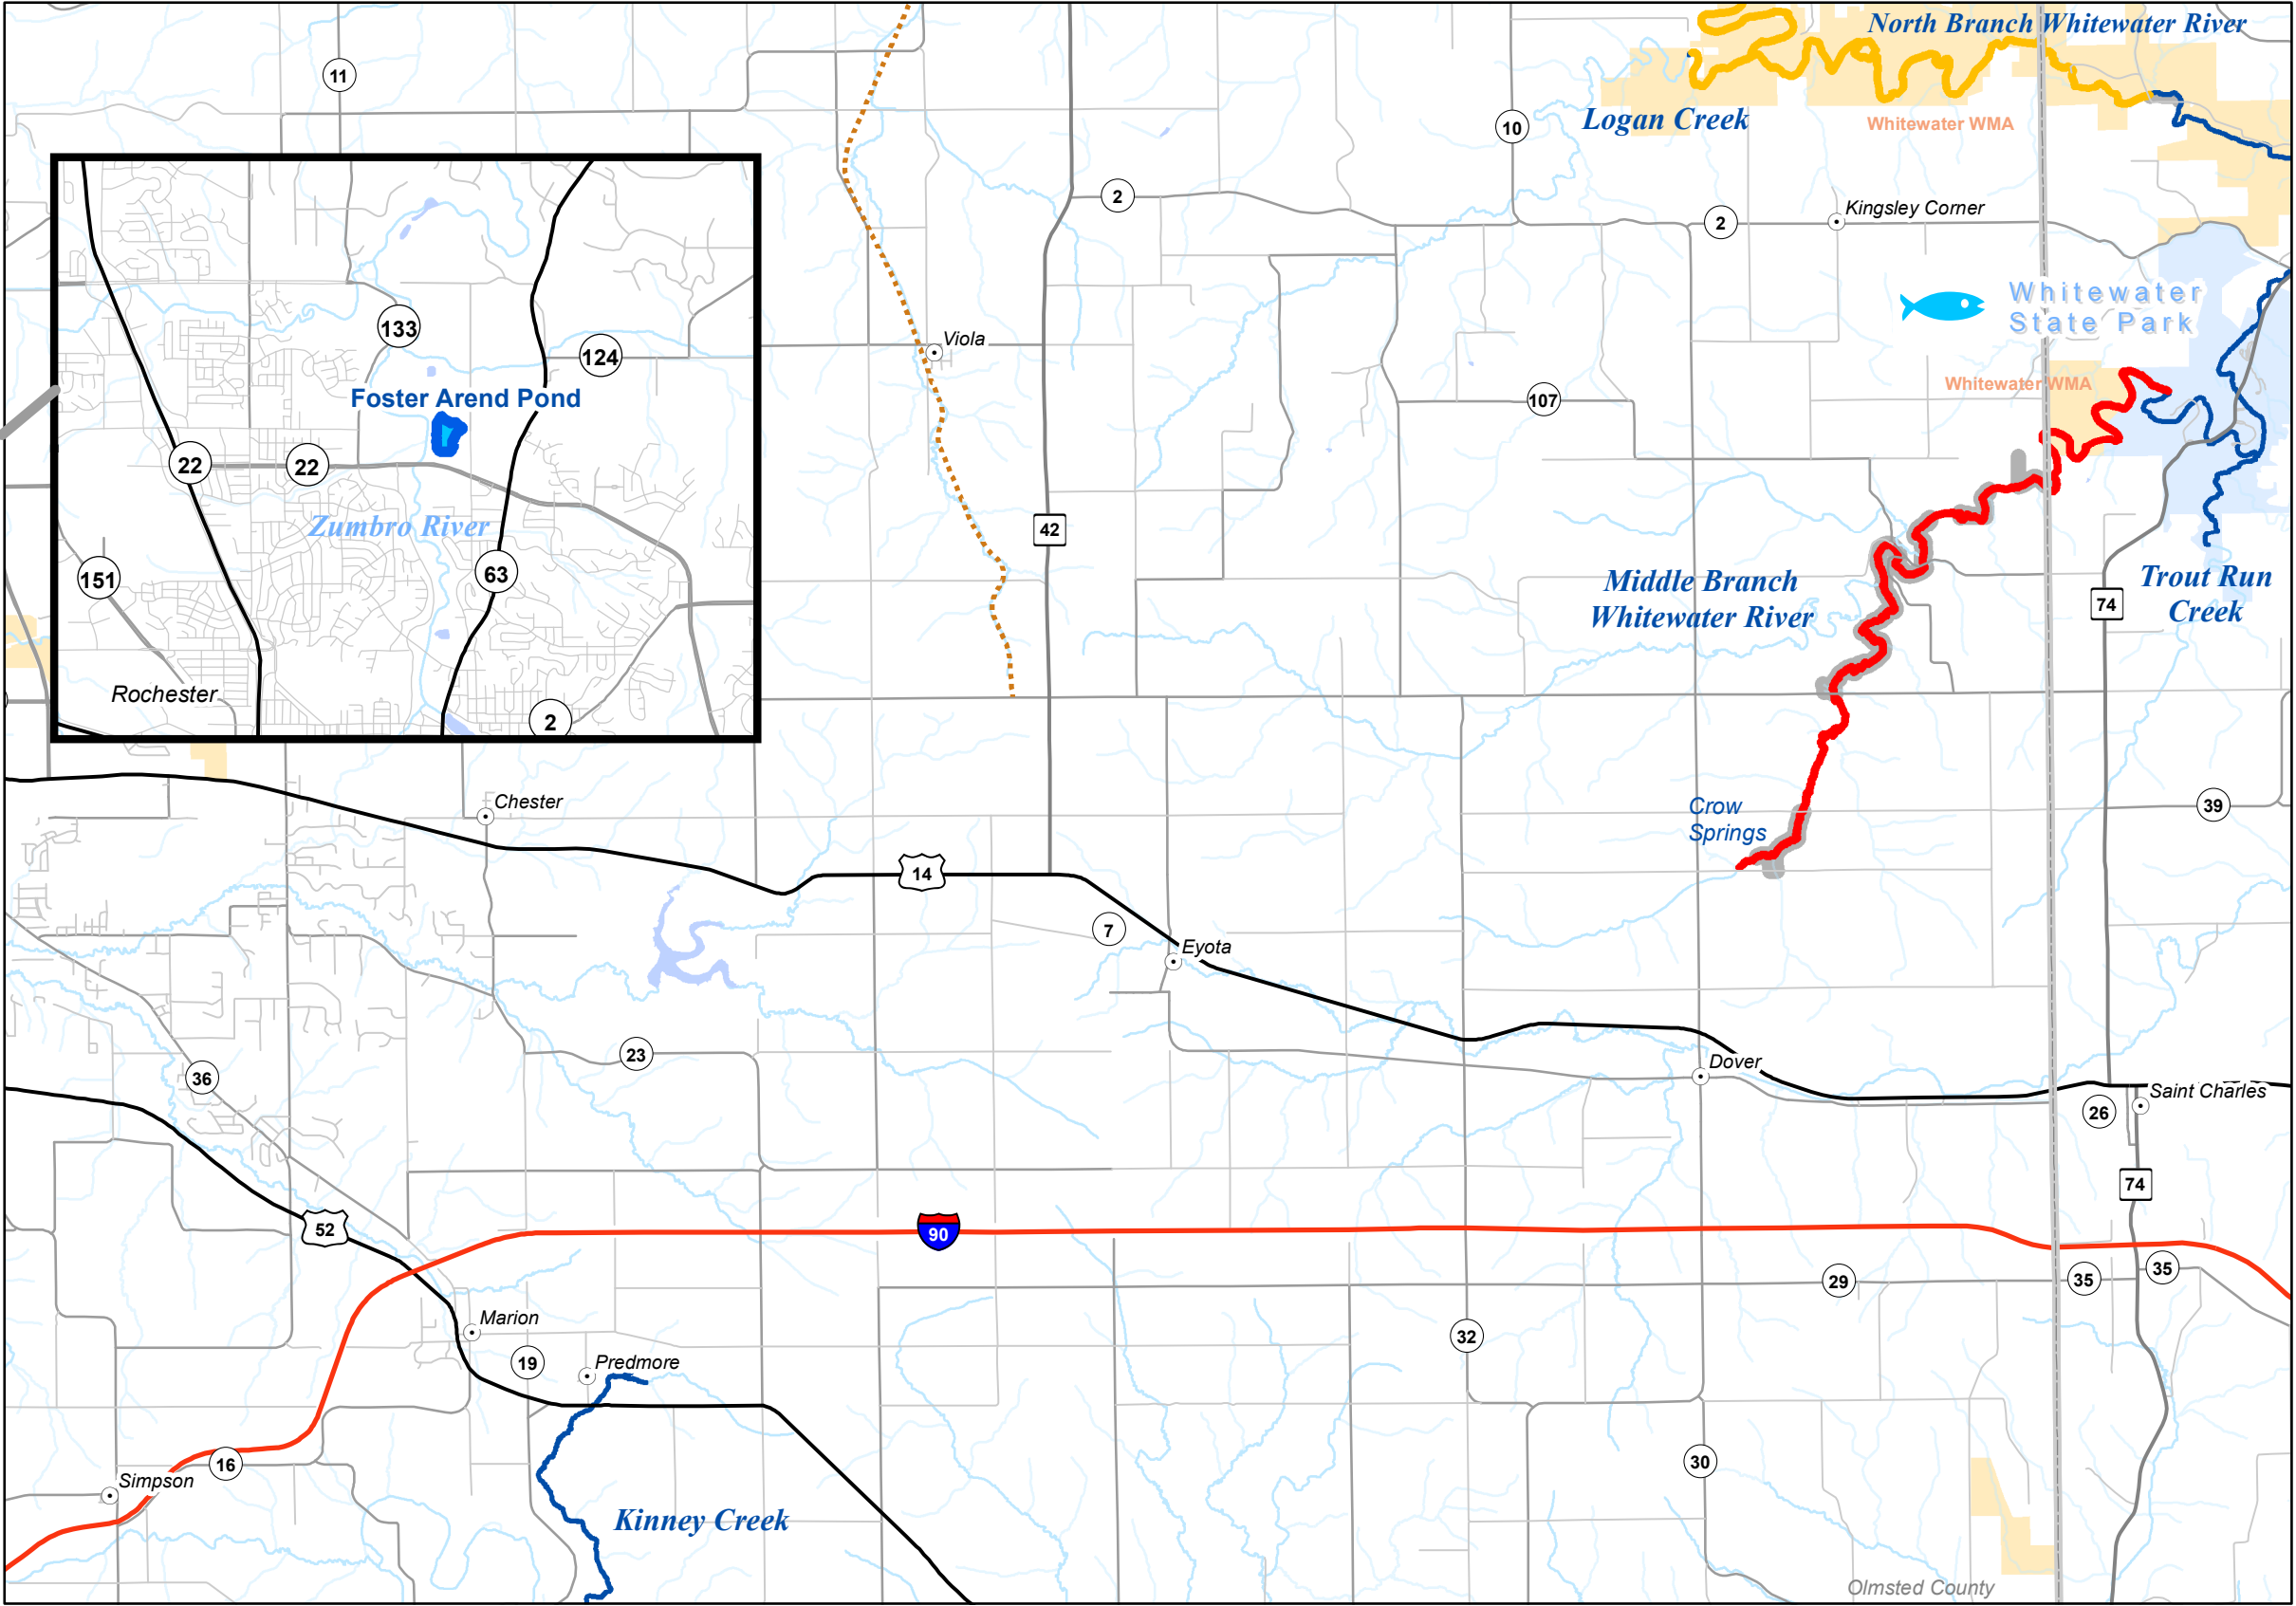 North Branch Whitewater River
11
Logan Creek
Whitewater WMA
10
2
2
Kingsley Corner
Whitewater
State Park
133
124
Viola
Foster Arend Pond
Whitewater WMA
107
22
22
Zumbro River
42
151
63
Middle Branch
Whitewater River
74
Trout Run
Creek
Rochester
2
Chester
Crow
Springs
39
14
7
Eyota
23
36
Dover
Saint Charles
26
74
52
90
29
35
35
Marion
19
Predmore
32
16
Simpson
30
Kinney Creek
Olmsted County